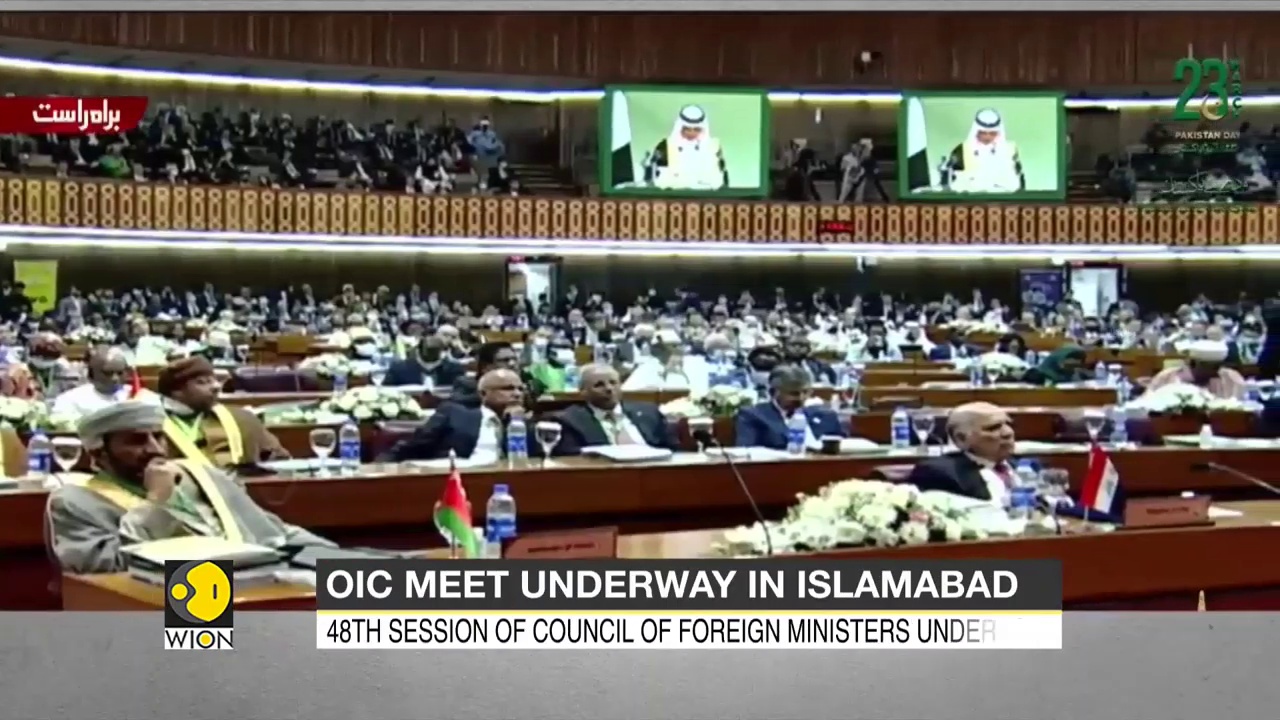 براہ راست
23
PAKISTAN DAY
OIC MEET UNDERWAY IN ISLAMABAD
48TH SESSION OF COUNCIL OF FOREIGN MINISTERS UNDER
WION